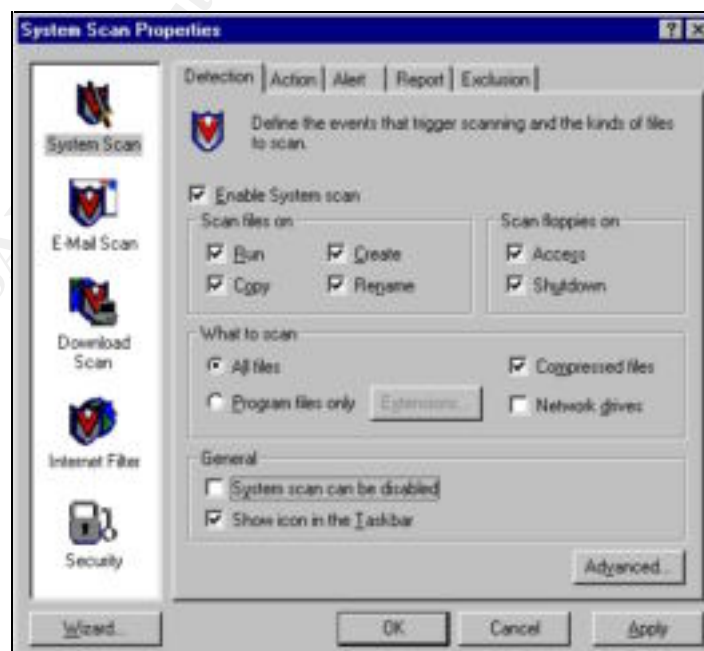 System Scan Properties
System Scan
E-Mail Scan
Download
Scan
Internet Filter
Security
Wizard...
Detection Action Alert Report Exclusion
Define the events that trigger scanning and the kinds of files
to scan.
Enable System scan
Scan files on
Run Create
Copy Rename
Scan floppies on
Access
Shutdown
What to scan
All files
Compressed files
Program files only Extensions...
Network drives
General
System scan can be disabled
Show icon in the Taskbar
Advanced...
OK Cancel Apply